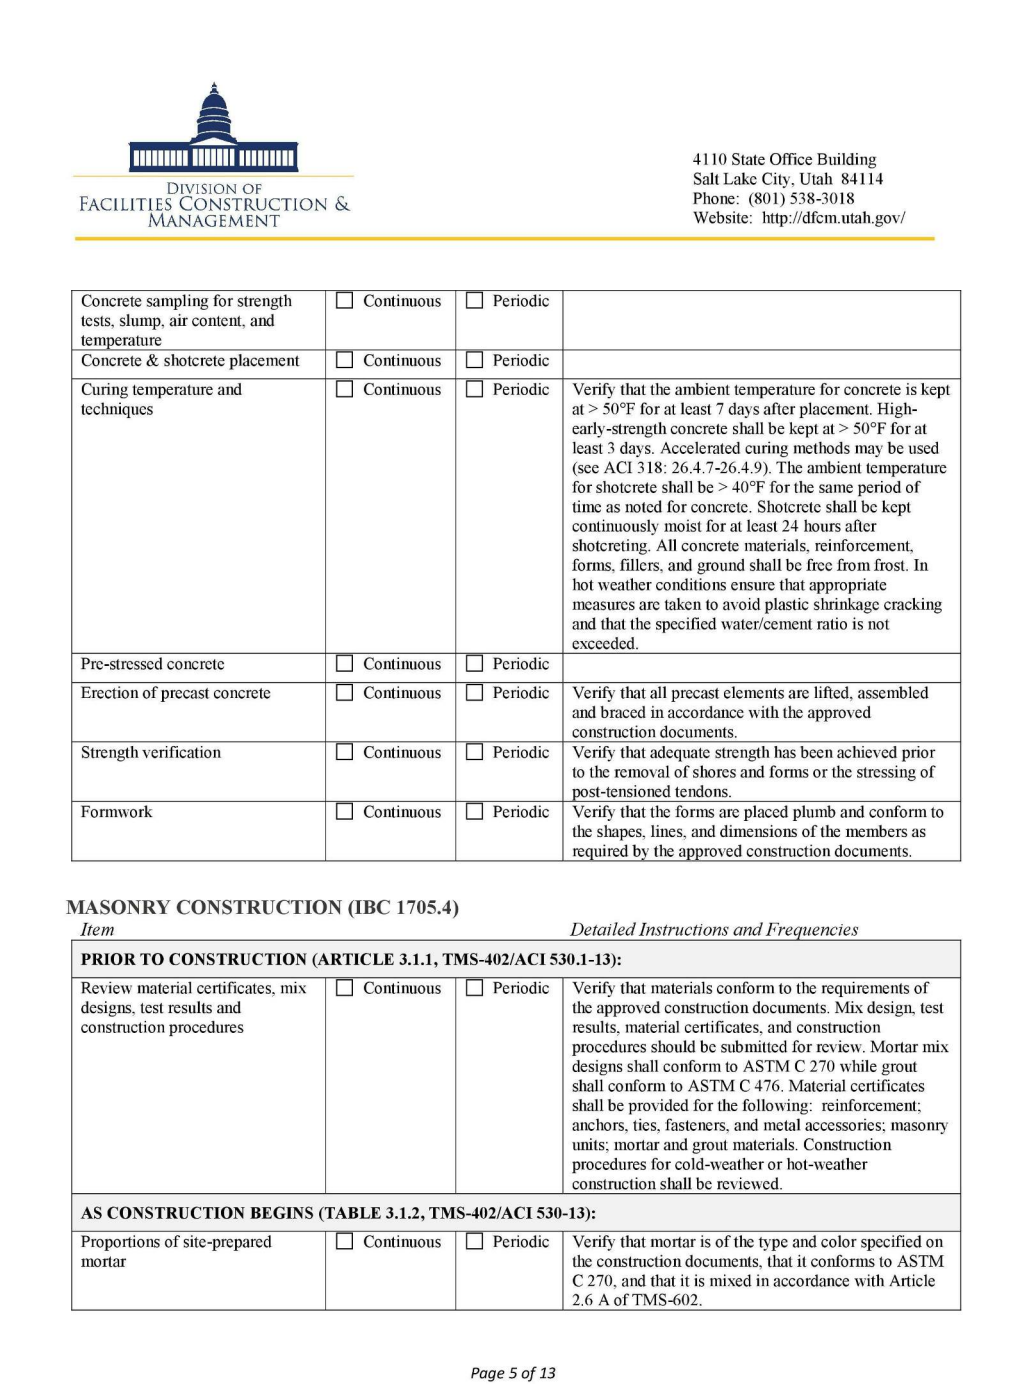 DIVISION OF
FACILITIES CONSTRUCTION &
MANAGEMENT
4110 State Office Building
Salt Lake City, Utah 84114
Phone: (801) 538-3018
Website: http://dfcm.utah.gov/
Concrete sampling for strength
tests, slump, air content, and
temperature
☐ Continuous
☐ Periodic
Concrete & shotcrete placement
☐ Continuous
☐ Periodic
Curing temperature and
techniques
☐ Continuous
☐ Periodic
Verify that the ambient temperature for concrete is kept
at > 50°F for at least 7 days after placement. High-
early-strength concrete shall be kept at > 50°F for at
least 3 days. Accelerated curing methods may be used
(see ACI 318: 26.4.7-26.4.9). The ambient temperature
for shotcrete shall be > 40°F for the same period of
time as noted for concrete. Shotcrete shall be kept
continuously moist for at least 24 hours after
shotcreting. All concrete materials, reinforcement,
forms, fillers, and ground shall be free from frost. In
hot weather conditions ensure that appropriate
measures are taken to avoid plastic shrinkage cracking
and that the specified water/cement ratio is not
exceeded.
Pre-stressed concrete
☐ Continuous
☐ Periodic
Erection of precast concrete
☐ Continuous
☐ Periodic
Verify that all precast elements are lifted, assembled
and braced in accordance with the approved
construction documents.
Strength verification
☐ Continuous
☐ Periodic
Verify that adequate strength has been achieved prior
to the removal of shores and forms or the stressing of
post-tensioned tendons.
Formwork
☐ Continuous
☐ Periodic
Verify that the forms are placed plumb and conform to
the shapes, lines, and dimensions of the members as
required by the approved construction documents.
MASONRY CONSTRUCTION (IBC 1705.4)
Item
Detailed Instructions and Frequencies
PRIOR TO CONSTRUCTION (ARTICLE 3.1.1, TMS-402/ACI 530.1-13):
Review material certificates, mix
designs, test results and
construction procedures
☐ Continuous
☐ Periodic
Verify that materials conform to the requirements of
the approved construction documents. Mix design, test
results, material certificates, and construction
procedures should be submitted for review. Mortar mix
designs shall conform to ASTM C 270 while grout
shall conform to ASTM C 476. Material certificates
shall be provided for the following: reinforcement;
anchors, ties, fasteners, and metal accessories; masonry
units; mortar and grout materials. Construction
procedures for cold-weather or hot-weather
construction shall be reviewed.
AS CONSTRUCTION BEGINS (TABLE 3.1.2, TMS-402/ACI 530-13):
Proportions of site-prepared
mortar
☐ Continuous
☐ Periodic
Verify that mortar is of the type and color specified on
the construction documents, that it conforms to ASTM
C 270, and that it is mixed in accordance with Article
2.6 A of TMS-602.
Page 5 of 13